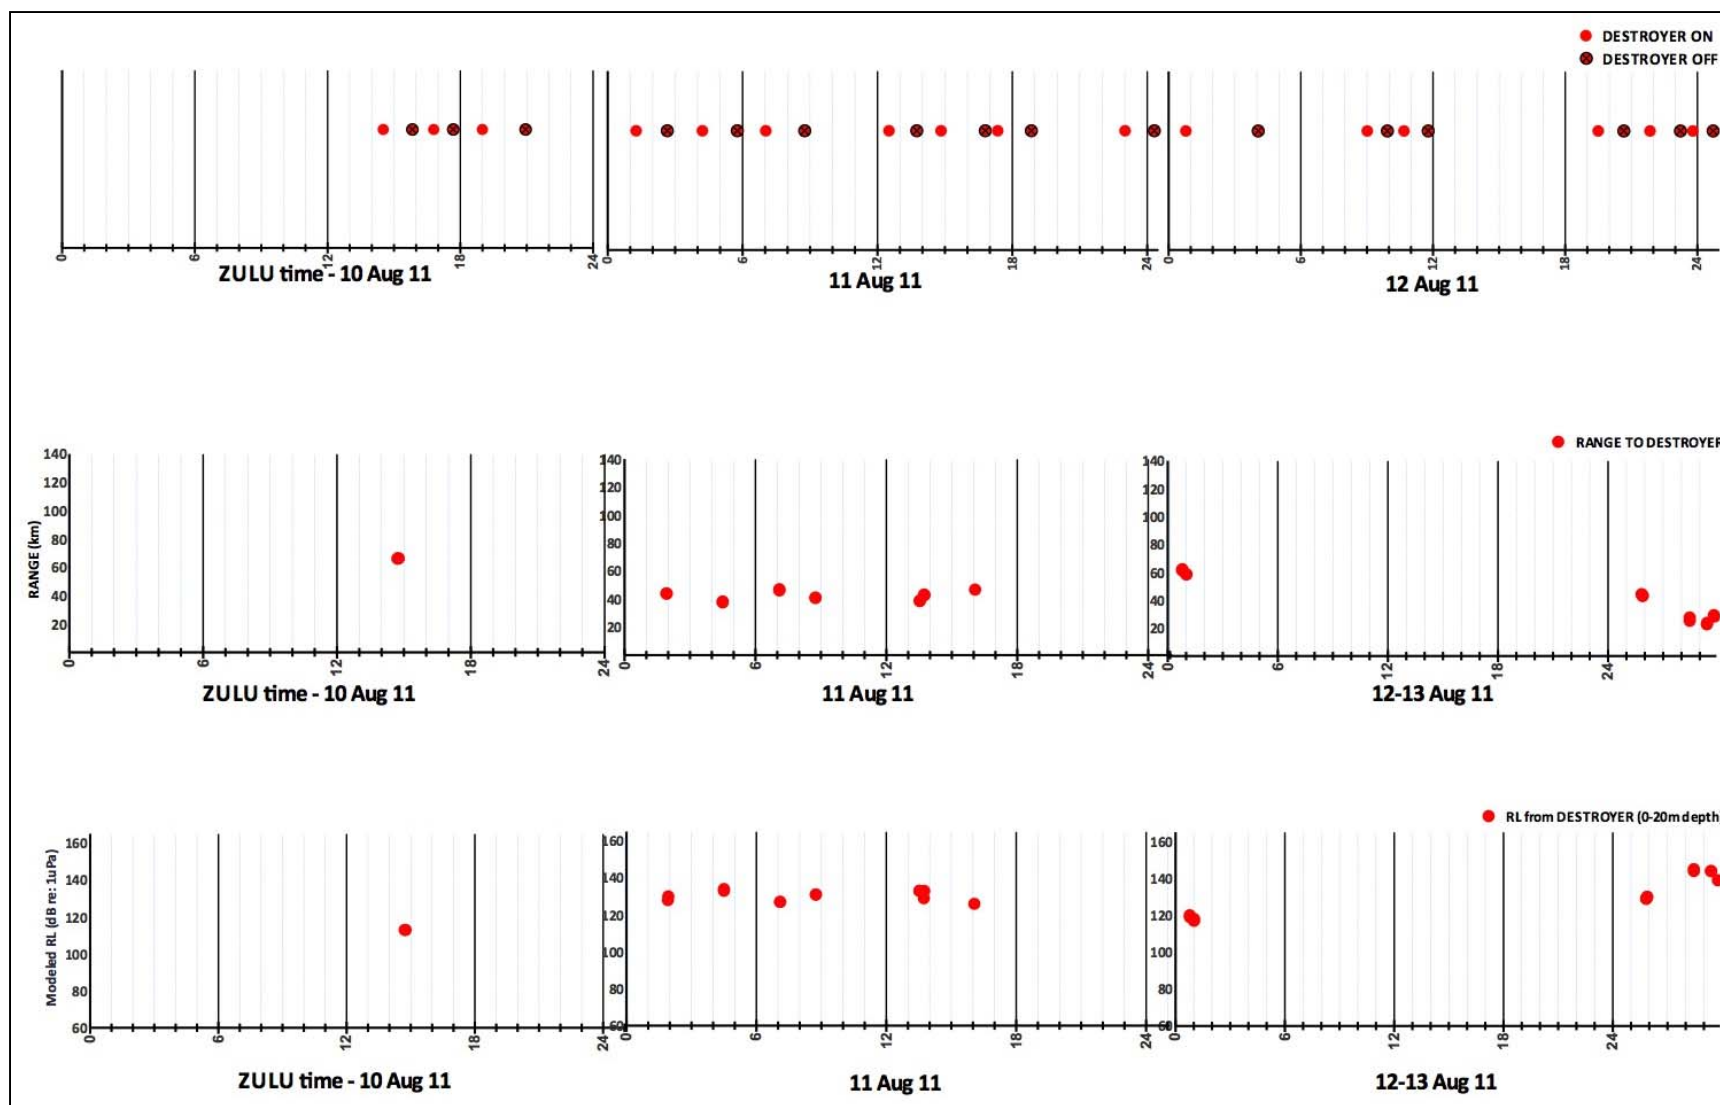 DESTROYER ON
DESTROYER OFF
0 6 12 18 24
ZULU time - 10 Aug 11
0 6 12 18 24
11 Aug 11
0 6 12 18 24
12 Aug 11
RANGE TO DESTROYER
RANGE (km)
140
120
100
80
60
40
20
0 6 12 18 24
ZULU time - 10 Aug 11
140
120
100
80
60
40
20
0 6 12 18 24
11 Aug 11
140
120
100
80
60
40
20
0 6 12 18 24
12-13 Aug 11
RL from DESTROYER (0-20m depth
Modeled RL (dB re: 1uPa)
160
140
120
100
80
60
0 6 12 18 24
ZULU time - 10 Aug 11
160
140
120
100
80
60
0 6 12 18 24
11 Aug 11
160
140
120
100
80
60
0 6 12 18 24
12-13 Aug 11